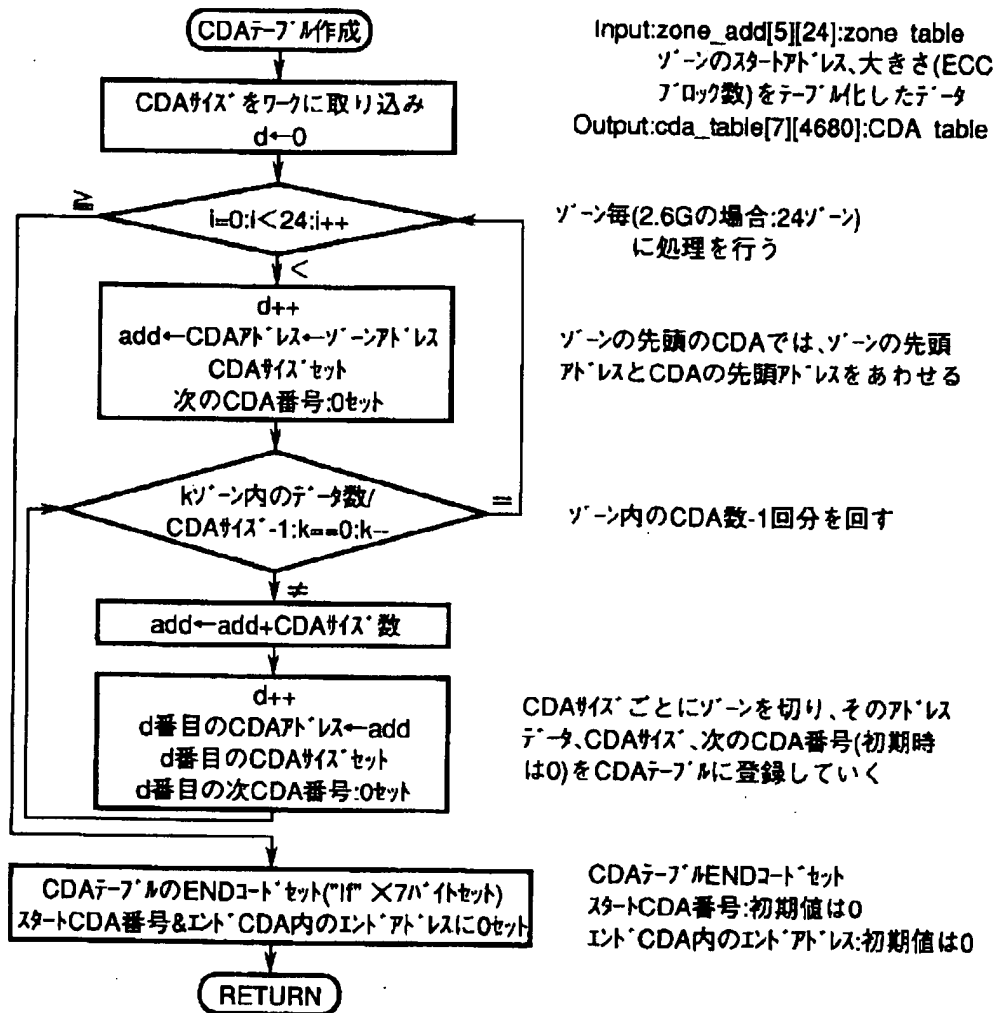 CDAテーブル作成
Input:zone_add[5][24]:zone table
ゾーンのスタートアドレス、大きさ(ECC
ブロック数)をテーブル化したデータ
Output:cda_table[7][4680]:CDA table
CDAサイズをワークに取り込み
d←0
≧
i=0:i<24:i++
<
ゾーン毎(2.6Gの場合:24ゾーン)
に処理を行う
d++
add←CDAアドレス←ゾーンアドレス
CDAサイズセット
次のCDA番号:0セット
ゾーンの先頭のCDAでは、ゾーンの先頭
アドレスとCDAの先頭アドレスをあわせる
kゾーン内のデータ数/
CDAサイズ-1:k==0:k--
=
≠
ゾーン内のCDA数-1回分を回す
add←add+CDAサイズ数
d++
d番目のCDAアドレス←add
d番目のCDAサイズセット
d番目の次CDA番号:0セット
CDAサイズごとにゾーンを切り、そのアドレス
データ、CDAサイズ、次のCDA番号(初期時
は0)をCDAテーブルに登録していく
CDAテーブルのENDコードセット("ff"×7バイトセット)
スタートCDA番号&エンドCDA内のエンドアドレスに0セット
CDAテーブルENDコードセット
スタートCDA番号:初期値は0
エンドCDA内のエンドアドレス:初期値は0
RETURN